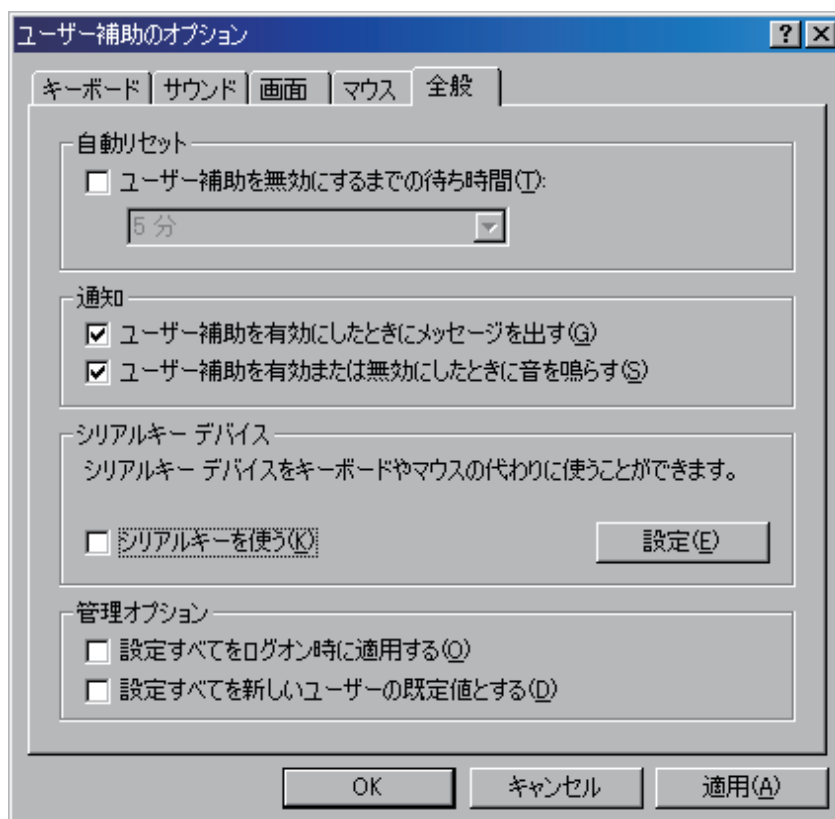 ユーザー補助のオプション
キーボード サウンド 画面 マウス 全般
自動リセット
ユーザー補助を無効にするまでの待ち時間(T):
5 分
通知
ユーザー補助を有効にしたときにメッセージを出す(G)
ユーザー補助を有効または無効にしたときに音を鳴らす(S)
シリアルキー デバイス
シリアルキー デバイスをキーボードやマウスの代わりに使うことができます。
シリアルキーを使う(K) 設定(E)
管理オプション
設定すべてをログオン時に適用する(O)
設定すべてを新しいユーザーの既定値とする(D)
OK キャンセル 適用(A)